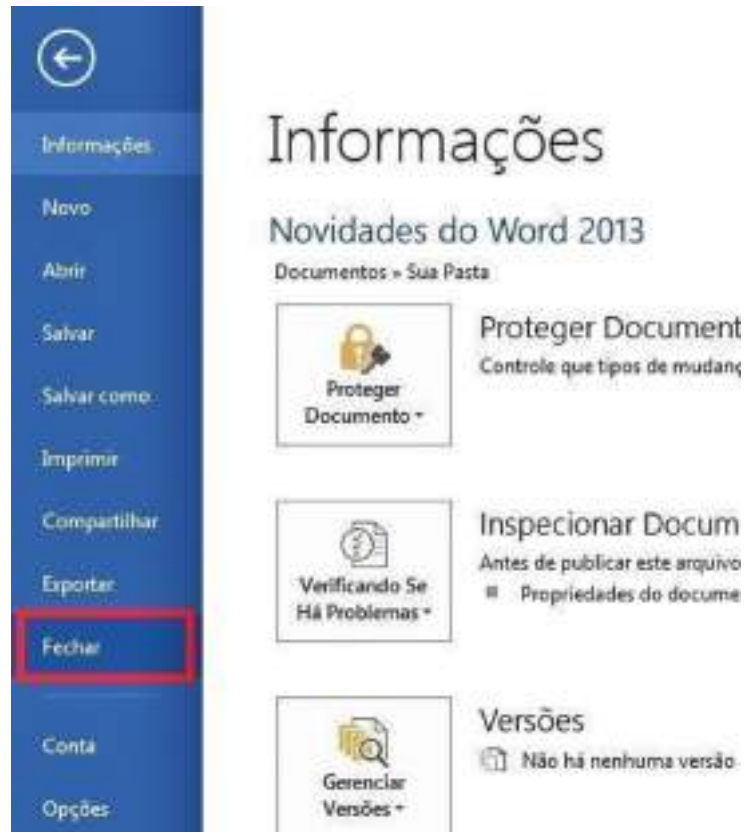 Informações
Novo
Abrir
Salvar
Salvar como
Imprimir
Compartilhar
Exportar
Fechar
Conta
Opções
Informações
Novidades do Word 2013
Documentos » Sua Pasta
Proteger
Documento
Proteger Document
Controle que tipos de mudanç
Verificando Se
Há Problemas
Inspecionar Docum
Antes de publicar este arquivo
Propriedades do docume
Gerenciar
Versões
Versões
Não há nenhuma versão